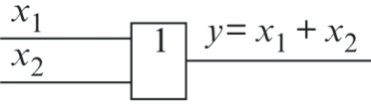 x₁
x₂
1
y = x₁ + x₂